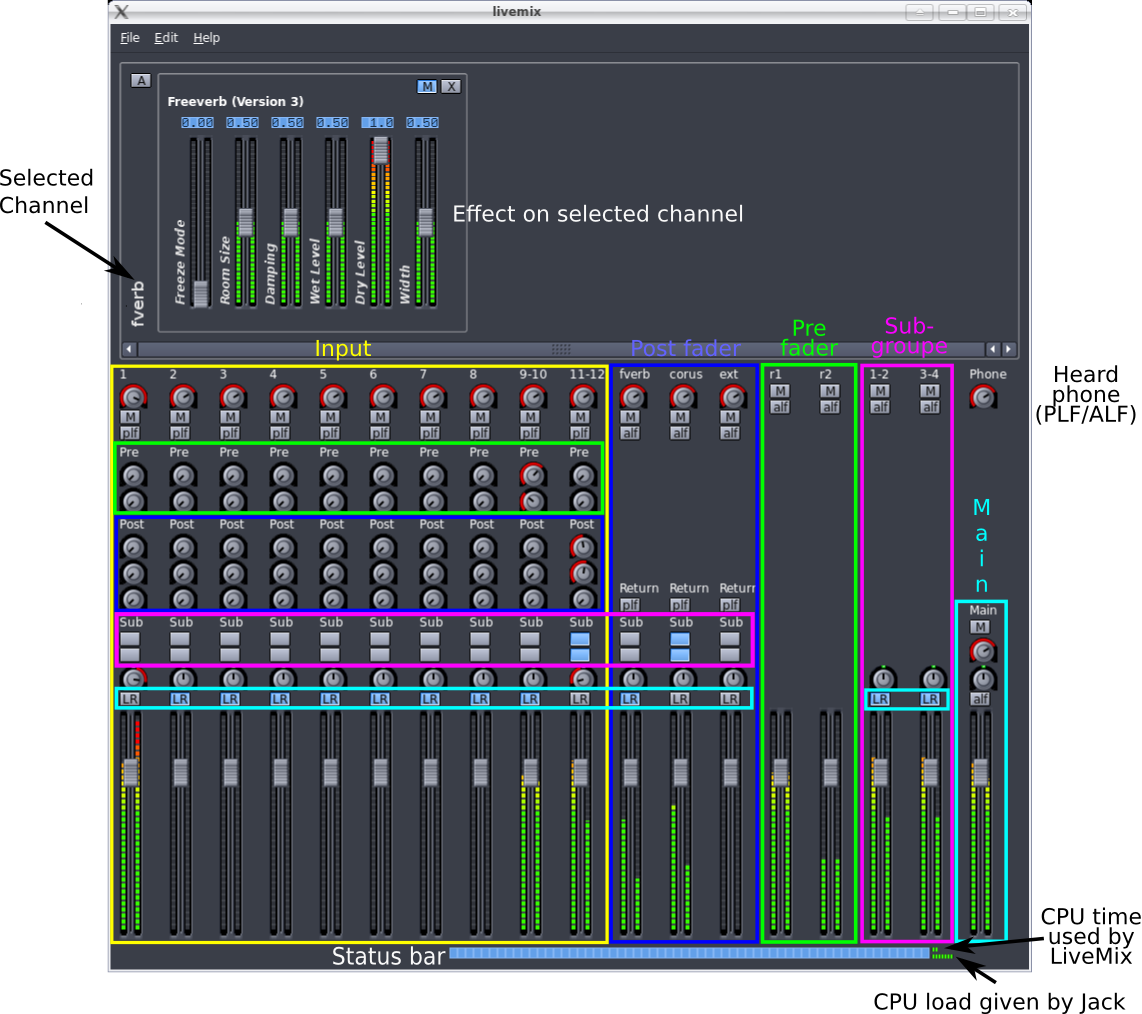 livemix
File Edit Help
A
M X
Freeverb (Version 3)
0.00 0.50 0.50 0.50 1.0 0.50
Freeze Mode
Room Size
Damping
Wet Level
Dry Level
Width
fverb
Selected
Channel
Effect on selected channel
Input
Post fader
Pre
fader
Sub-
groupe
Heard
phone
(PLF/ALF)
1 2 3 4 5 6 7 8 9-10 11-12 fverb corus ext r1 r2 1-2 3-4 Phone
M M M M M M M M M M M M M M M M M
plf plf plf plf plf plf plf plf plf plf alf alf alf alf alf alf alf
Pre Pre Pre Pre Pre Pre Pre Pre Pre Pre
Post Post Post Post Post Post Post Post Post Post
Return Return Return
plf plf plf
Sub Sub Sub Sub Sub Sub Sub Sub Sub Sub Sub Sub Sub
LR LR LR LR LR LR LR LR LR LR LR LR LR LR LR
M
a
i
n
Main
M
alf
Status bar
CPU time
used by
LiveMix
CPU load given by Jack